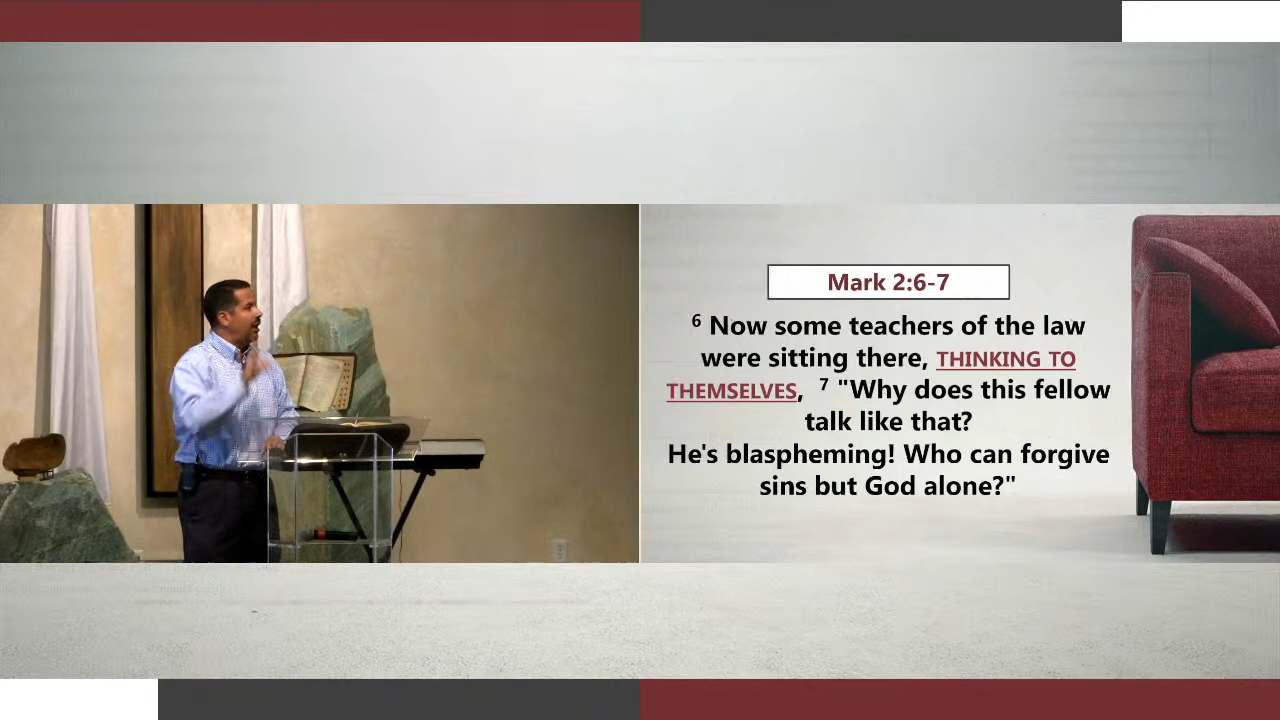 Mark 2:6-7
6 Now some teachers of the law
were sitting there, THINKING TO
THEMSELVES, 7 "Why does this fellow
talk like that?
He's blaspheming! Who can forgive
sins but God alone?"